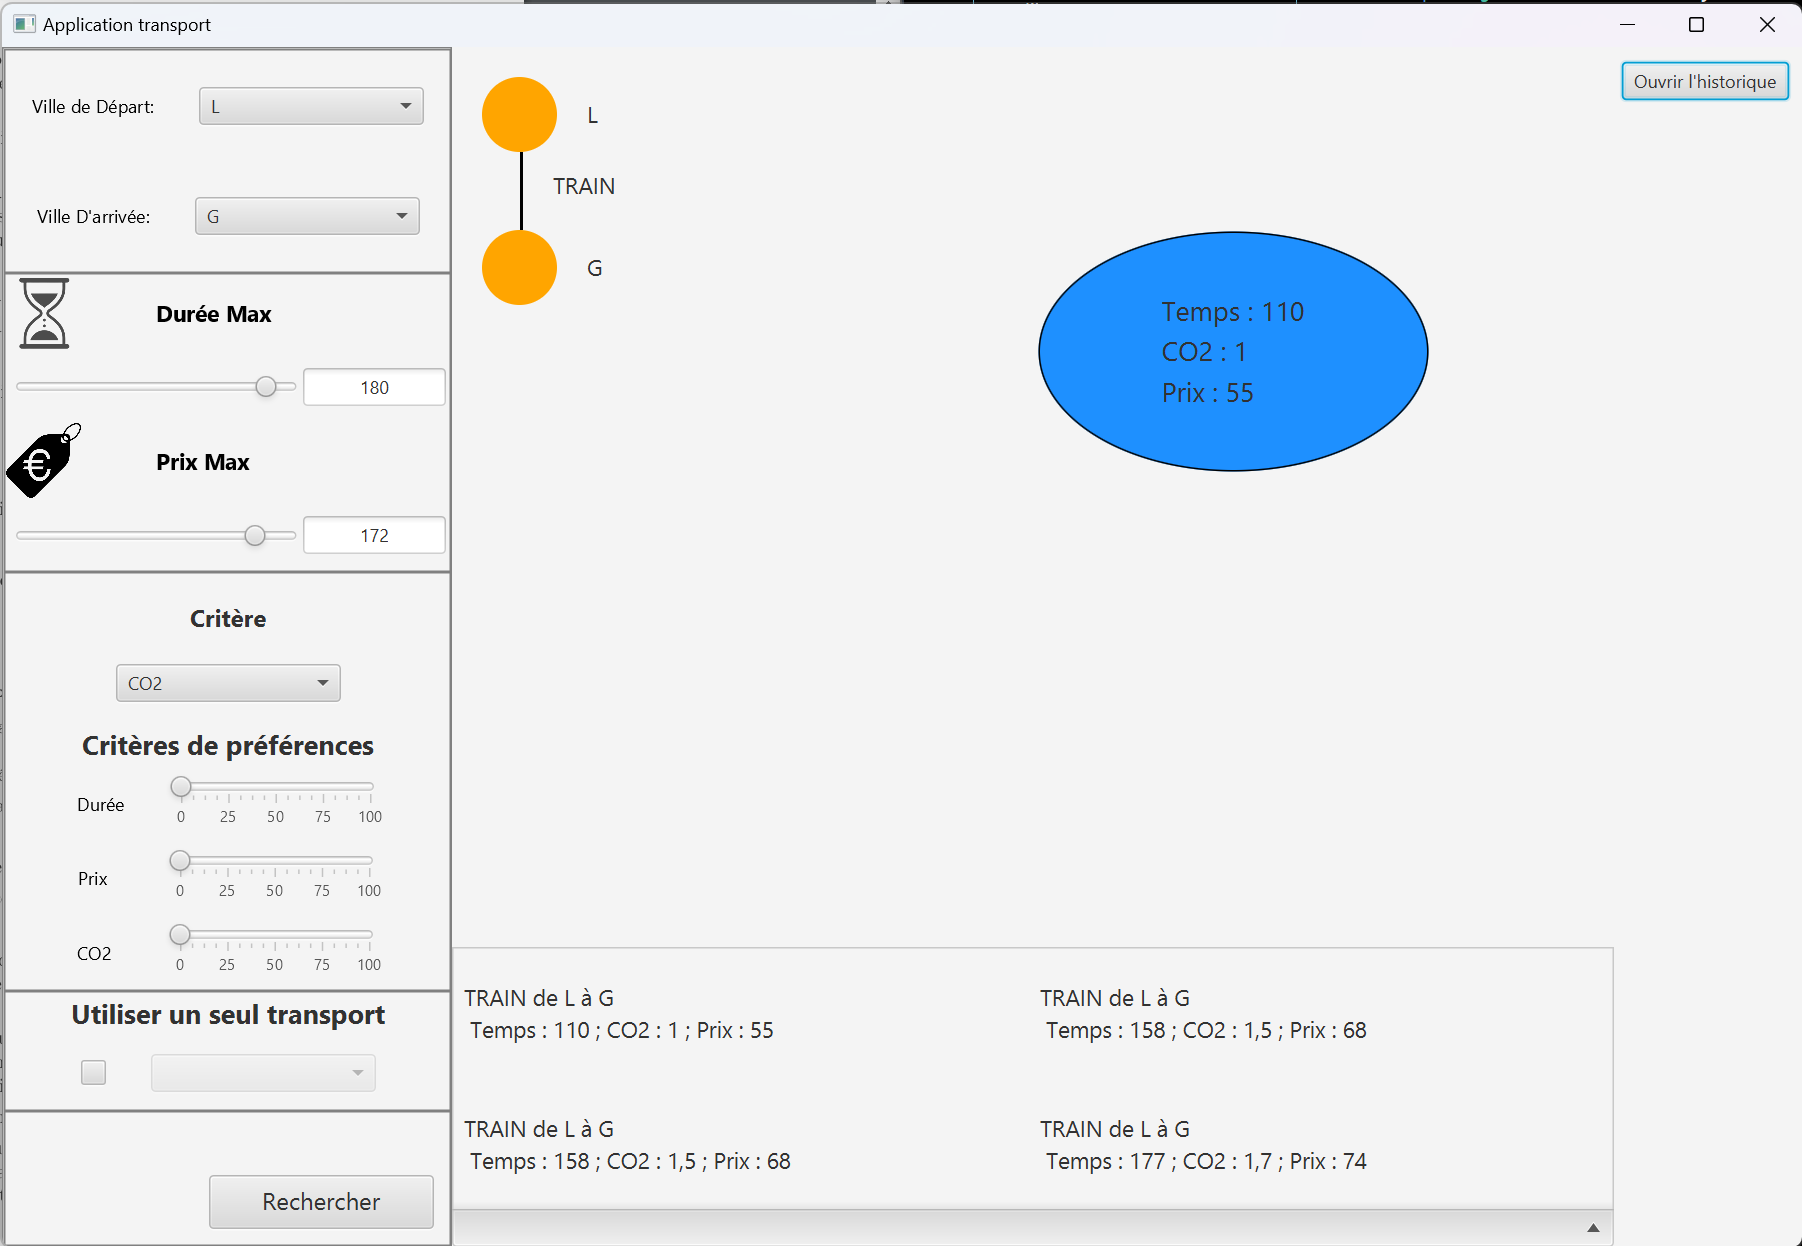 Application transport
Ouvrir l'historique
Ville de Départ:
L
Ville D'arrivée:
G
Durée Max
180
€
Prix Max
172
Critère
CO2
Critères de préférences
Durée
0 25 50 75 100
Prix
0 25 50 75 100
CO2
0 25 50 75 100
Utiliser un seul transport
Rechercher
L
TRAIN
G
Temps : 110
CO2 : 1
Prix : 55
TRAIN de L à G
Temps : 110 ; CO2 : 1 ; Prix : 55
TRAIN de L à G
Temps : 158 ; CO2 : 1,5 ; Prix : 68
TRAIN de L à G
Temps : 158 ; CO2 : 1,5 ; Prix : 68
TRAIN de L à G
Temps : 177 ; CO2 : 1,7 ; Prix : 74